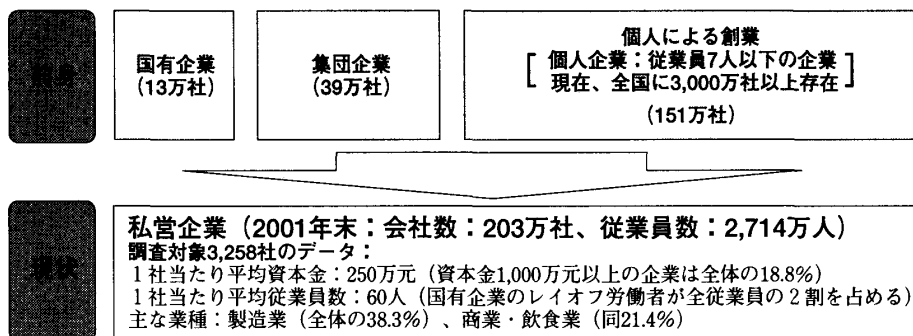 前身
国有企業
(13万社)
集団企業
(39万社)
個人による創業
個人企業：従業員7人以下の企業
現在、全国に3,000万社以上存在
(151万社)
現状
私営企業（2001年末：会社数：203万社、従業員数：2,714万人）
調査対象3,258社のデータ：
1社当たり平均資本金：250万元（資本金1,000万元以上の企業は全体の18.8%）
1社当たり平均従業員数：60人（国有企業のレイオフ労働者が全従業員の2割を占める）
主な業種：製造業（全体の38.3%）、商業・飲食業（同21.4%）